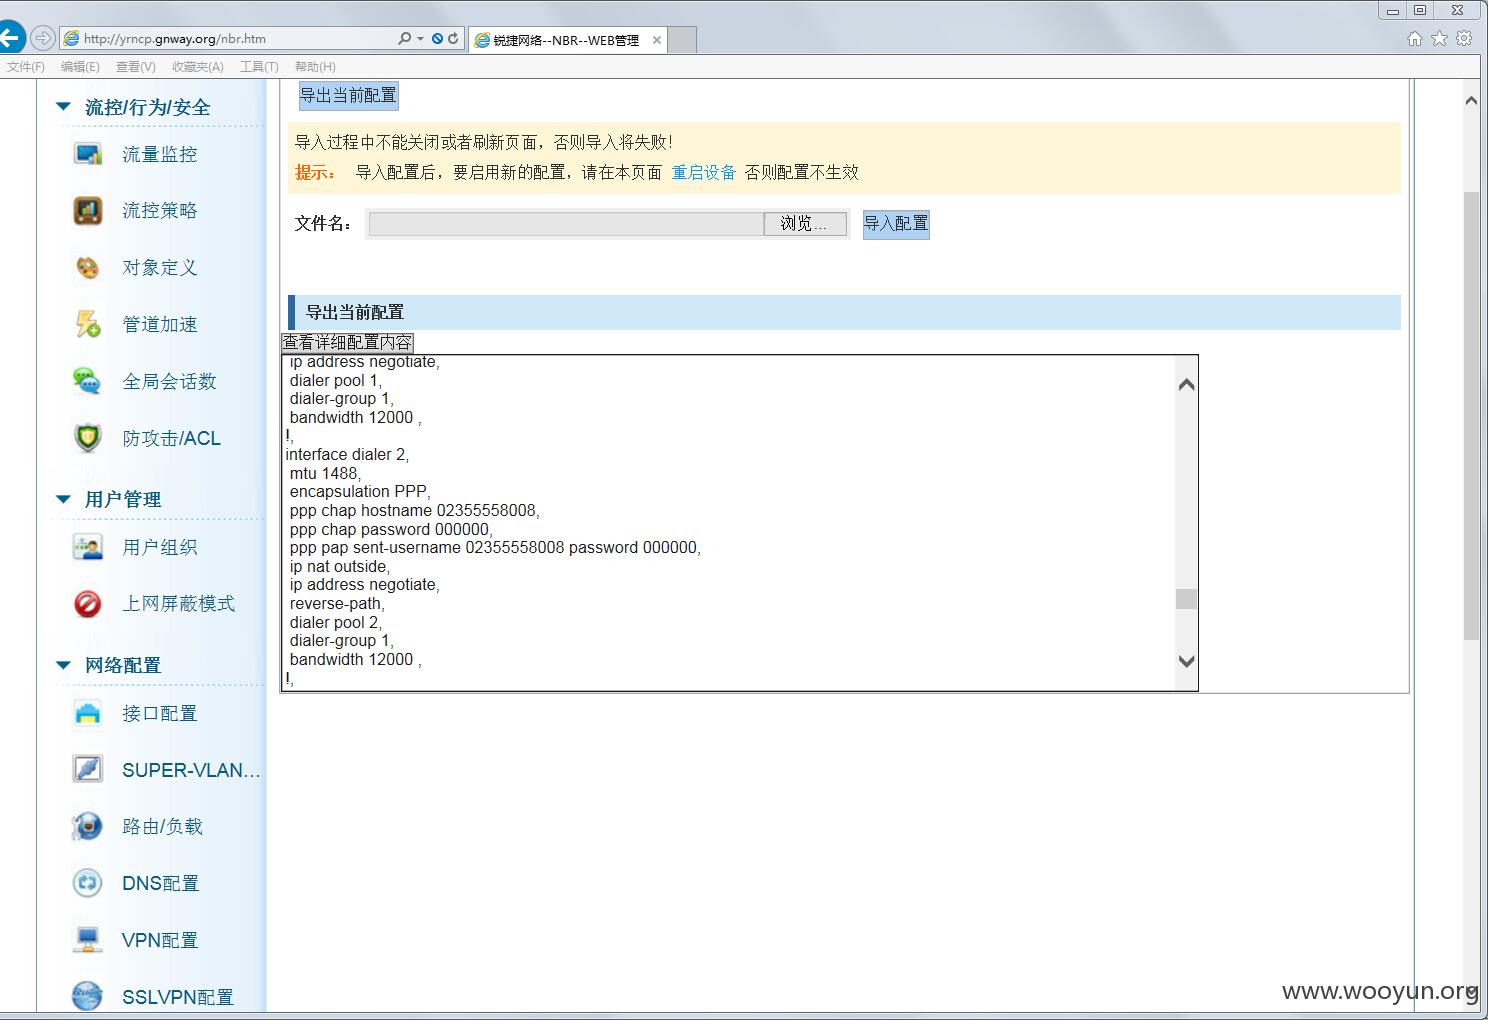 http://yrncp.gnway.org/nbr.htm
锐捷网络--NBR--WEB管理
文件(F) 编辑(E) 查看(V) 收藏夹(A) 工具(T) 帮助(H)
流控/行为/安全
流量监控
流控策略
对象定义
管道加速
全局会话数
防攻击/ACL
用户管理
用户组织
上网屏蔽模式
网络配置
接口配置
SUPER-VLAN...
路由/负载
DNS配置
VPN配置
SSLVPN配置
导出当前配置
导入过程中不能关闭或者刷新页面，否则导入将失败！
提示： 导入配置后，要启用新的配置，请在本页面 重启设备 否则配置不生效
文件名： 浏览... 导入配置
导出当前配置
查看详细配置内容
ip address negotiate,
dialer pool 1,
dialer-group 1,
bandwidth 12000 ,
!,
interface dialer 2,
mtu 1488,
encapsulation PPP,
ppp chap hostname 02355558008,
ppp chap password 000000,
ppp pap sent-username 02355558008 password 000000,
ip nat outside,
ip address negotiate,
reverse-path,
dialer pool 2,
dialer-group 1,
bandwidth 12000 ,
!,
www.wooyun.org